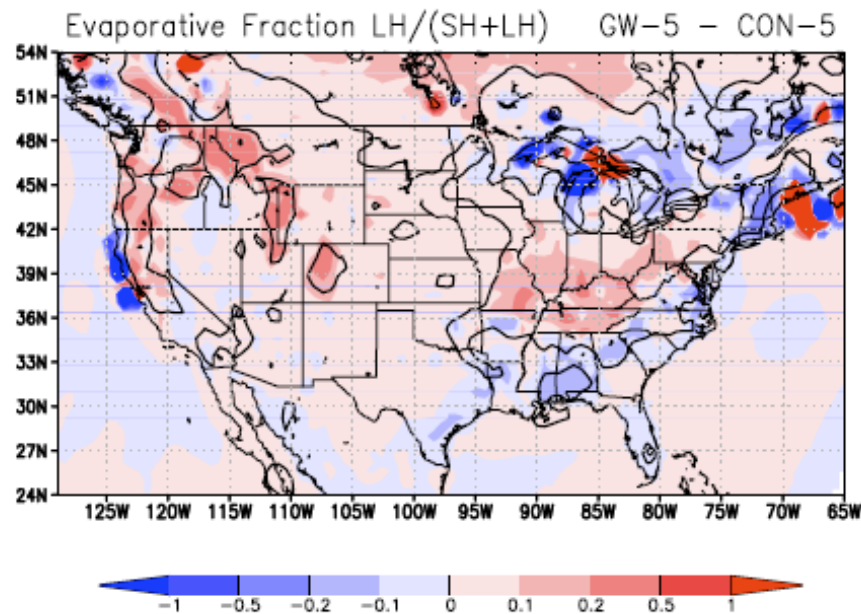 Evaporative Fraction LH/(SH+LH) GW-5 - CON-5
54N
51N
48N
45N
42N
39N
36N
33N
30N
27N
24N
125W 120W 115W 110W 105W 100W 95W 90W 85W 80W 75W 70W 65W
-1 -0.5 -0.2 -0.1 0 0.1 0.2 0.5 1